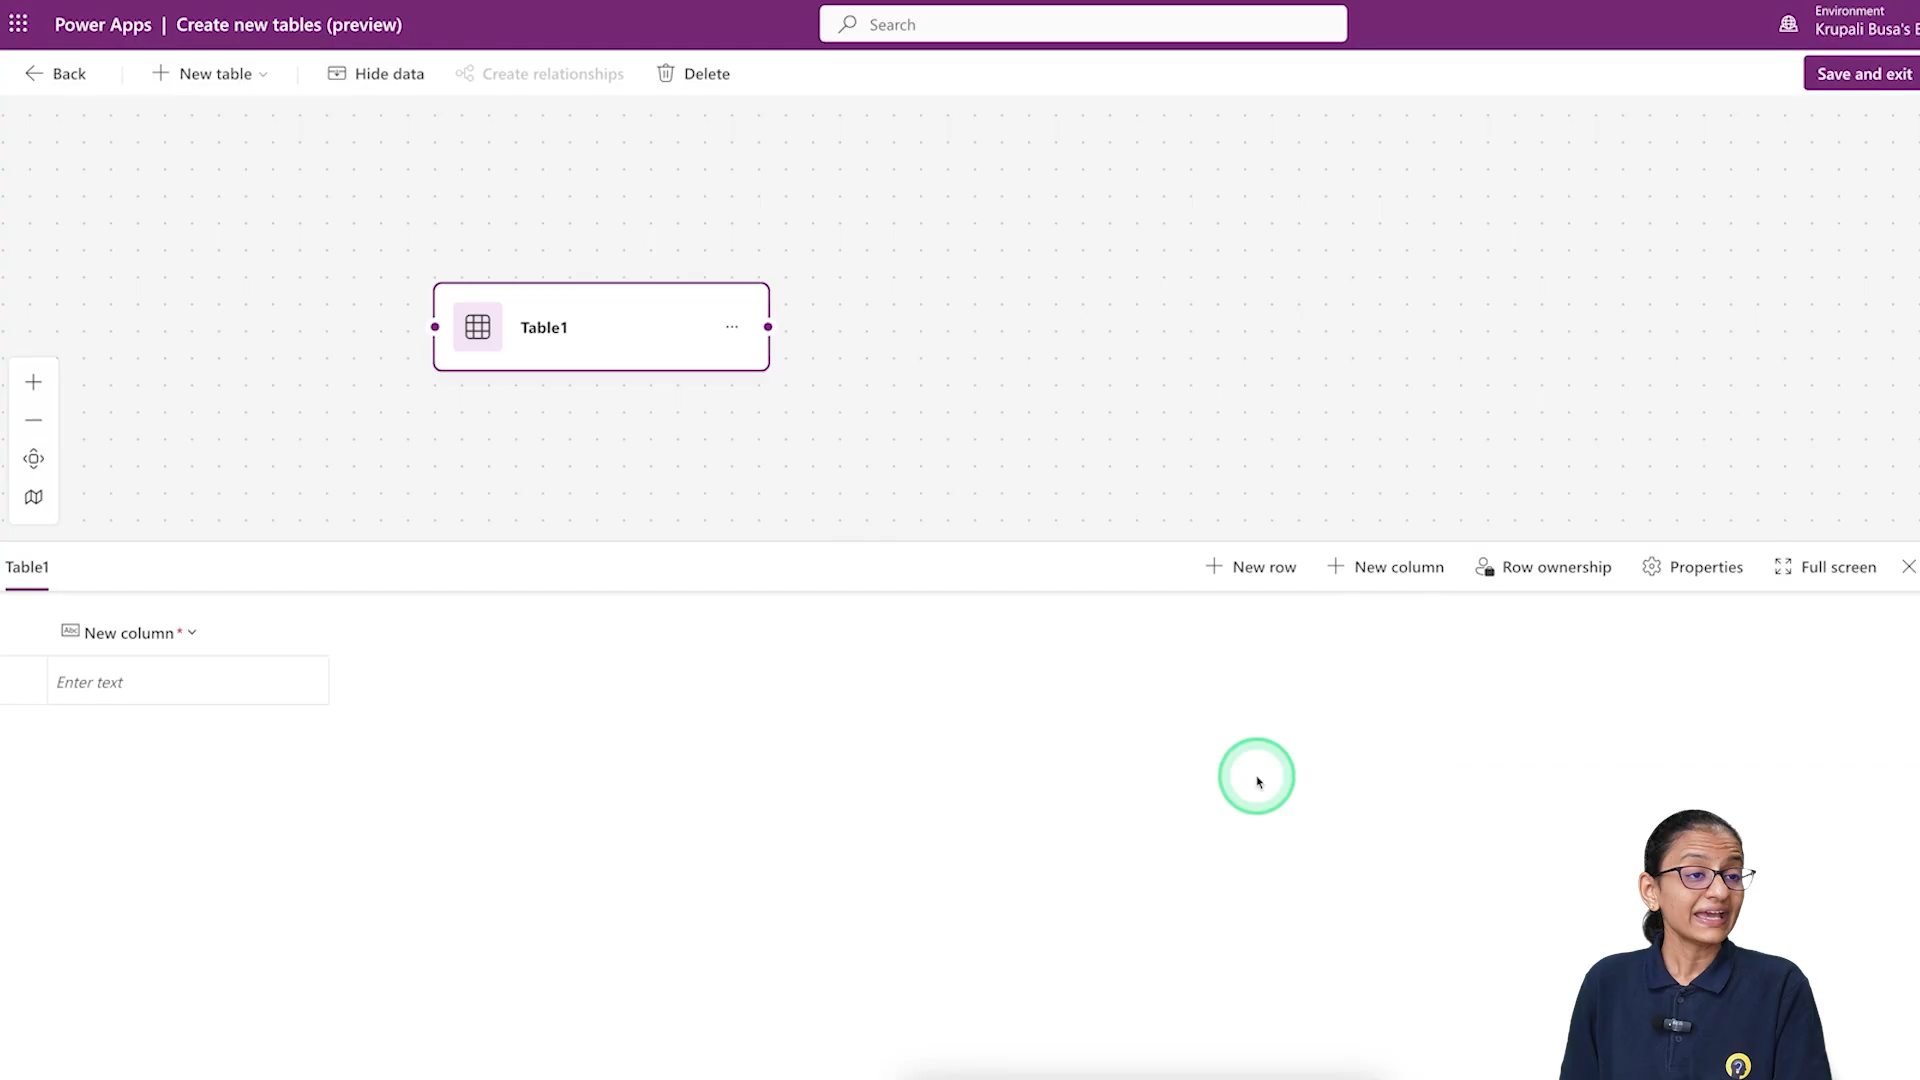 Power Apps | Create new tables (preview)
Search
Environment
Krupali Busa's E
Back
New table
Hide data
Create relationships
Delete
Save and exit
Table1
Table1
New row
New column
Row ownership
Properties
Full screen
Abc New column *
Enter text